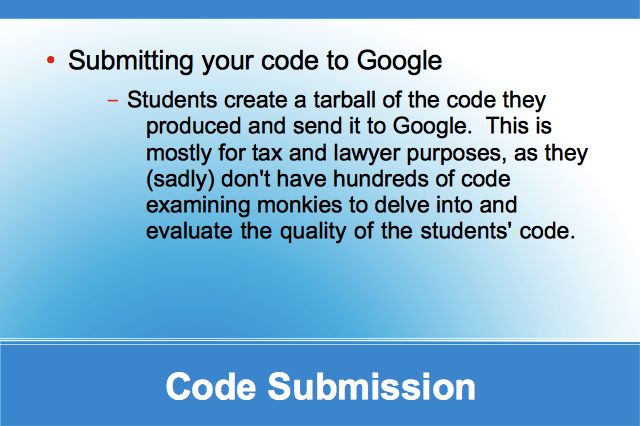 • Submitting your code to Google
– Students create a tarball of the code they
produced and send it to Google.  This is
mostly for tax and lawyer purposes, as they
(sadly) don't have hundreds of code
examining monkies to delve into and
evaluate the quality of the students' code.
Code Submission